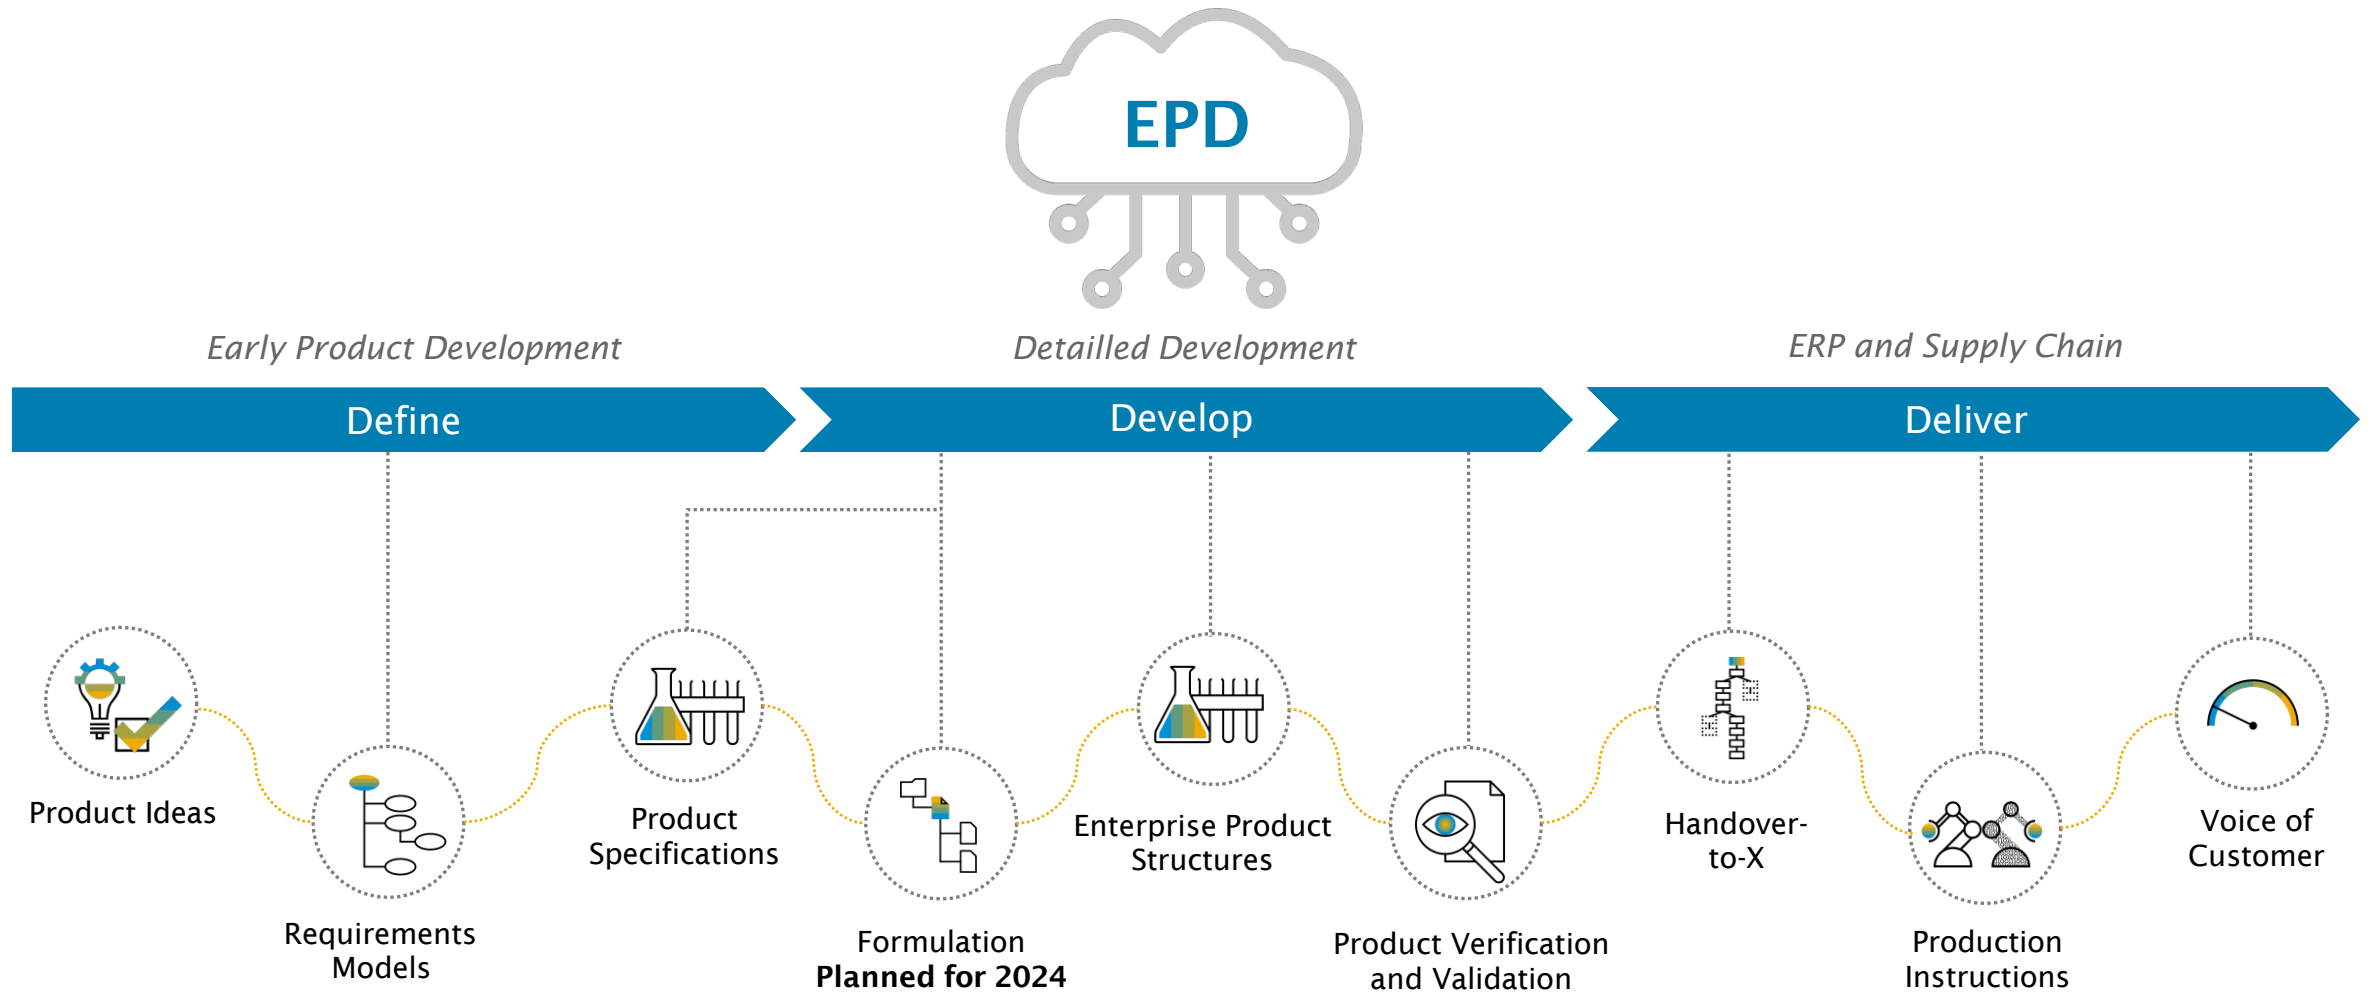 EPD
Early Product Development
Detailled Development
ERP and Supply Chain
Define
Develop
Deliver
Product Ideas
Requirements
Models
Product
Specifications
Formulation
Planned for 2024
Enterprise Product
Structures
Product Verification
and Validation
Handover-
to-X
Production
Instructions
Voice of
Customer